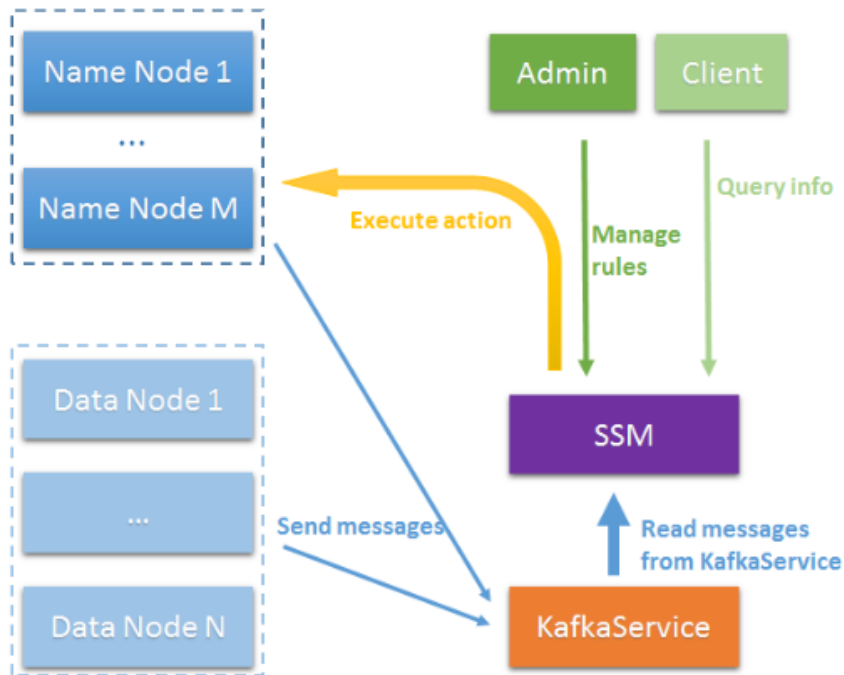 Name Node 1
...
Name Node M
Admin
Client
Query info
Execute action
Manage
rules
Data Node 1
...
Data Node N
SSM
Send messages
Read messages
from KafkaService
KafkaService